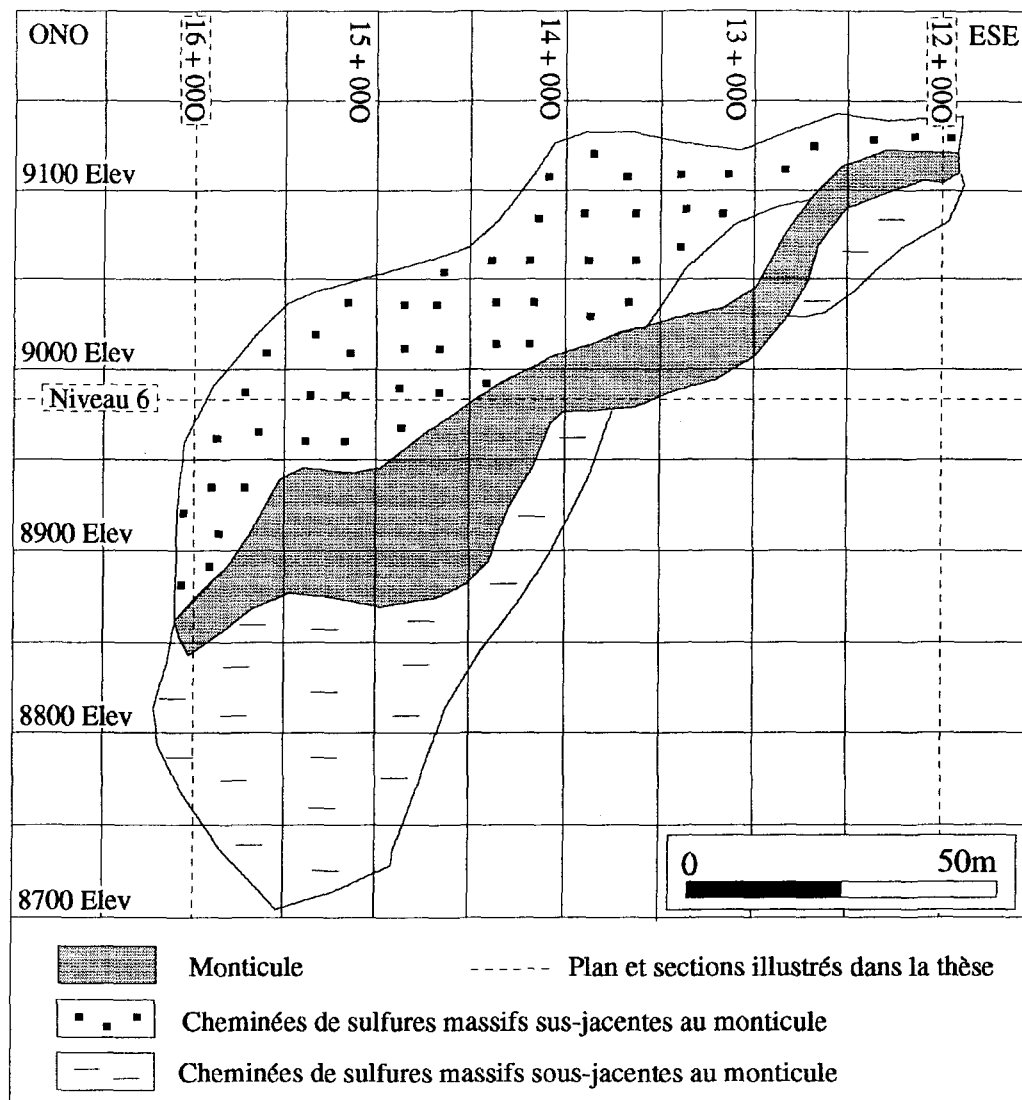 ONO
16 + 000
15 + 000
14 + 000
13 + 000
12 + 000
ESE
9100 Elev
9000 Elev
Niveau 6
8900 Elev
8800 Elev
8700 Elev
0 50m
Monticule
Plan et sections illustrés dans la thèse
Cheminées de sulfures massifs sus-jacentes au monticule
Cheminées de sulfures massifs sous-jacentes au monticule